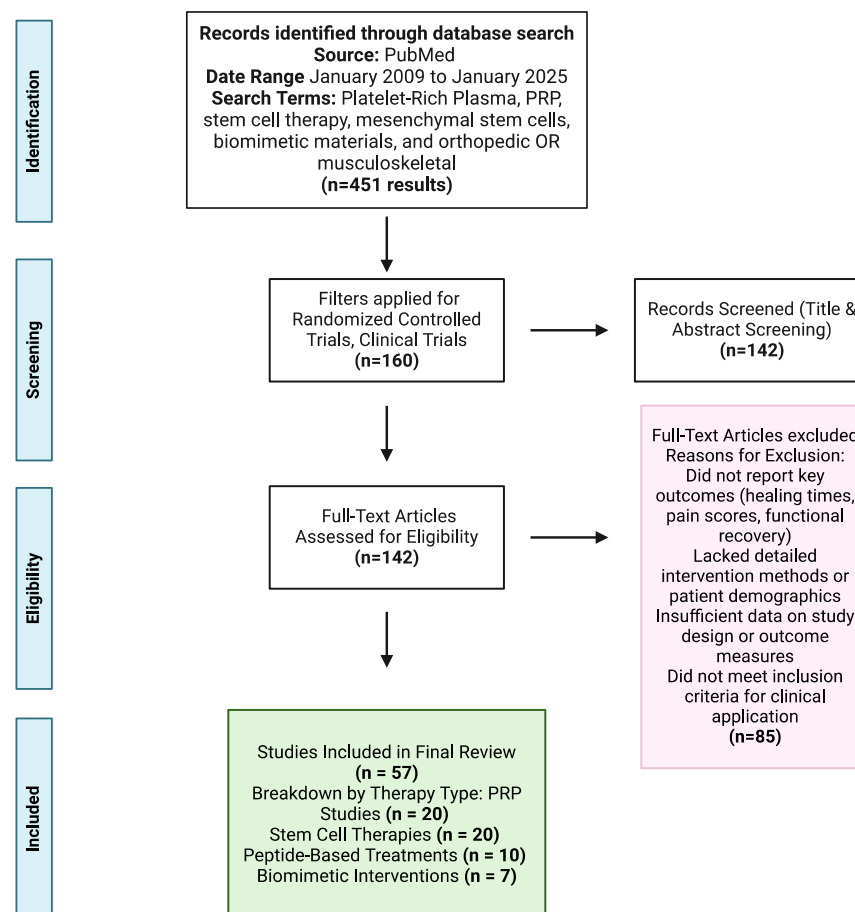 Identification
Records identified through database search
Source: PubMed
Date Range January 2009 to January 2025
Search Terms: Platelet-Rich Plasma, PRP,
stem cell therapy, mesenchymal stem cells,
biomimetic materials, and orthopedic OR
musculoskeletal
(n=451 results)
Screening
Filters applied for
Randomized Controlled
Trials, Clinical Trials
(n=160)
Records Screened (Title &
Abstract Screening)
(n=142)
Eligibility
Full-Text Articles
Assessed for Eligibility
(n=142)
Full-Text Articles excluded
Reasons for Exclusion:
Did not report key
outcomes (healing times,
pain scores, functional
recovery)
Lacked detailed
intervention methods or
patient demographics
Insufficient data on study
design or outcome
measures
Did not meet inclusion
criteria for clinical
application
(n=85)
Included
Studies Included in Final Review
(n = 57)
Breakdown by Therapy Type: PRP
Studies (n = 20)
Stem Cell Therapies (n = 20)
Peptide-Based Treatments (n = 10)
Biomimetic Interventions (n = 7)